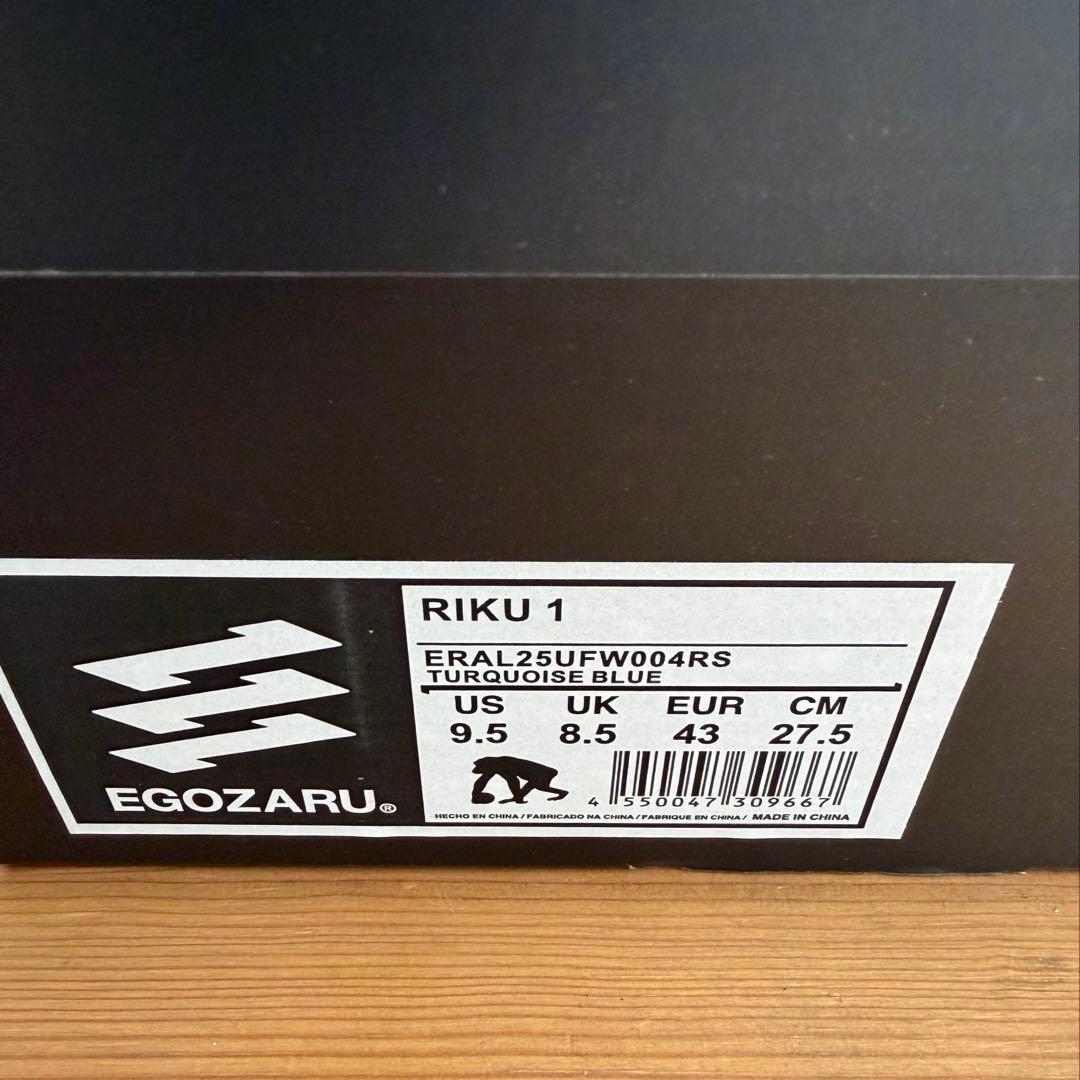 RIKU 1
ERAL25UFW004RS
TURQUOISE BLUE
US UK EUR CM
9.5 8.5 43 27.5
4 550047 309667
HECHO EN CHINA / FABRICADO NA CHINA / FABRIQUE EN CHINA / MADE IN CHINA
EGOZARU®